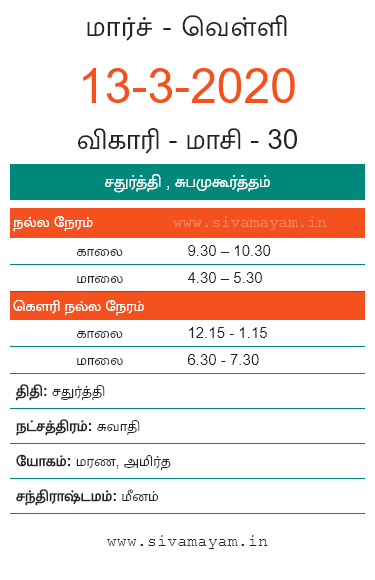 மார்ச் - வெள்ளி
13-3-2020
விகாரி - மாசி - 30
சதுர்த்தி , சுபமுகூர்த்தம்
நல்ல நேரம் www.sivamayam.in
காலை 9.30 – 10.30
மாலை 4.30 – 5.30
கௌரி நல்ல நேரம்
காலை 12.15 - 1.15
மாலை 6.30 - 7.30
திதி: சதுர்த்தி
நட்சத்திரம்: சுவாதி
யோகம்: மரண, அமிர்த
சந்திராஷ்டமம்: மீனம்
www.sivamayam.in